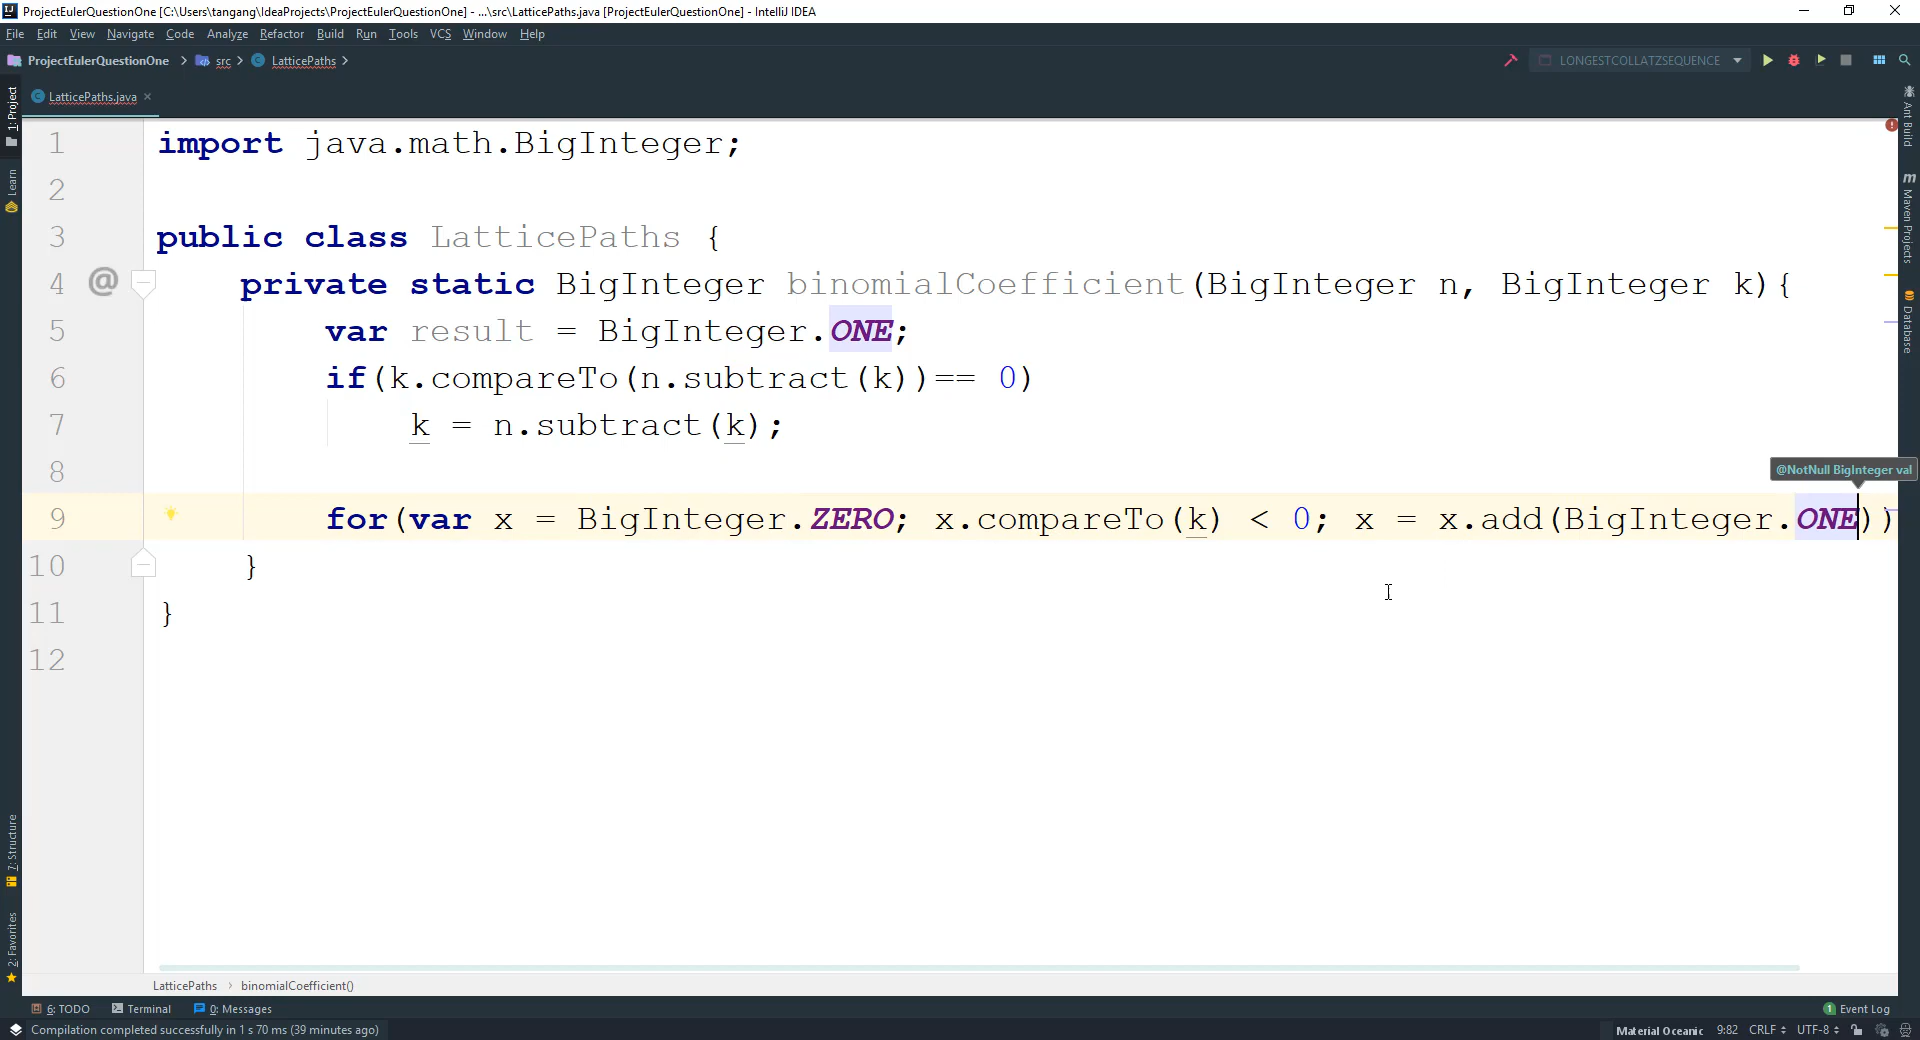 ProjectEulerQuestionOne [C:\Users\tangang\IdeaProjects\ProjectEulerQuestionOne] - ...\src\LatticePaths.java [ProjectEulerQuestionOne] - IntelliJ IDEA
File Edit View Navigate Code Analyze Refactor Build Run Tools VCS Window Help
ProjectEulerQuestionOne src LatticePaths LONGESTCOLLATZSEQUENCE
LatticePaths.java
1 import java.math.BigInteger;
2
3 public class LatticePaths {
4 @ private static BigInteger binomialCoefficient(BigInteger n, BigInteger k){
5 var result = BigInteger.ONE;
6 if(k.compareTo(n.subtract(k))== 0)
7 k = n.subtract(k);
8
@NotNull BigInteger val
9 for(var x = BigInteger.ZERO; x.compareTo(k) < 0; x = x.add(BigInteger.ONE))
10 }
11 }
12
1: Project
Learn
7: Structure
2: Favorites
Ant Build
Maven Projects
Database
LatticePaths › binomialCoefficient()
6: TODO Terminal 0: Messages 1 Event Log
Compilation completed successfully in 1 s 70 ms (39 minutes ago) Material Oceanic 9:82 CRLF UTF-8